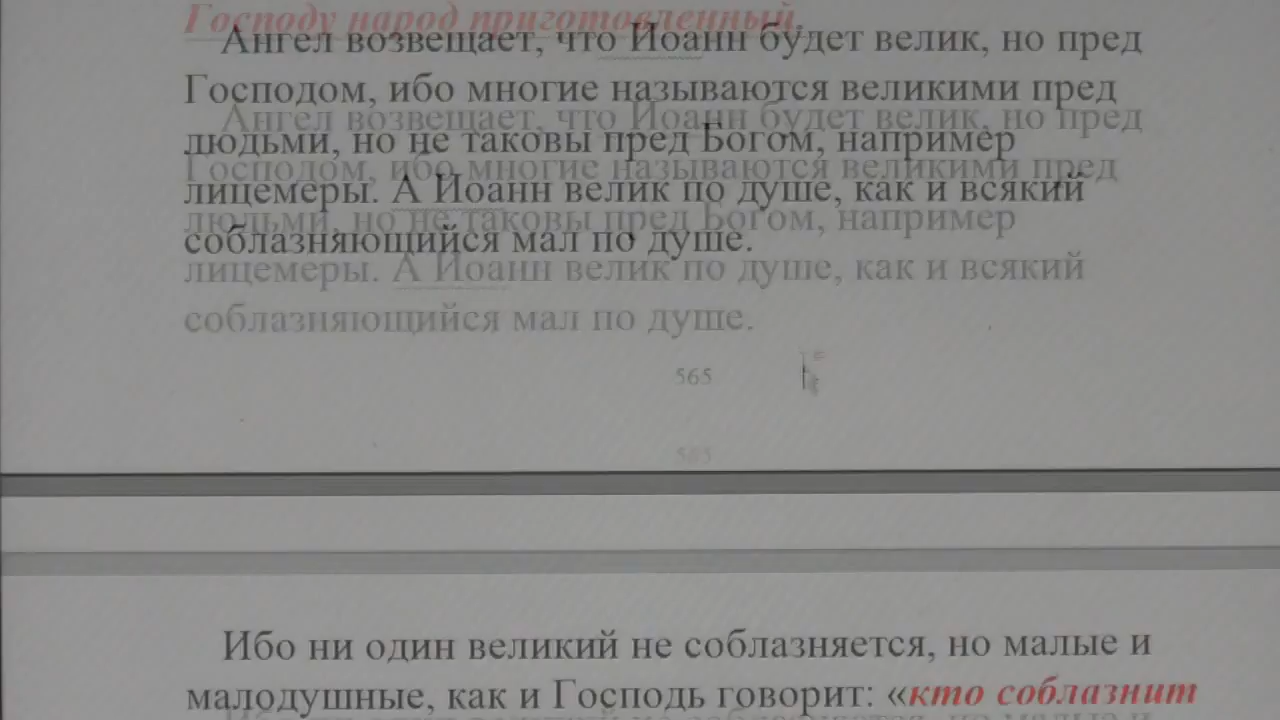 Господу народ приготовленный.
Ангел возвещает, что Иоанн будет велик, но пред
Господом, ибо многие называются великими пред
людьми, но не таковы пред Богом, например
лицемеры. А Иоанн велик по душе, как и всякий
соблазняющийся мал по душе.
565
Ибо ни один великий не соблазняется, но малые и
малодушные, как и Господь говорит: «кто соблазнит